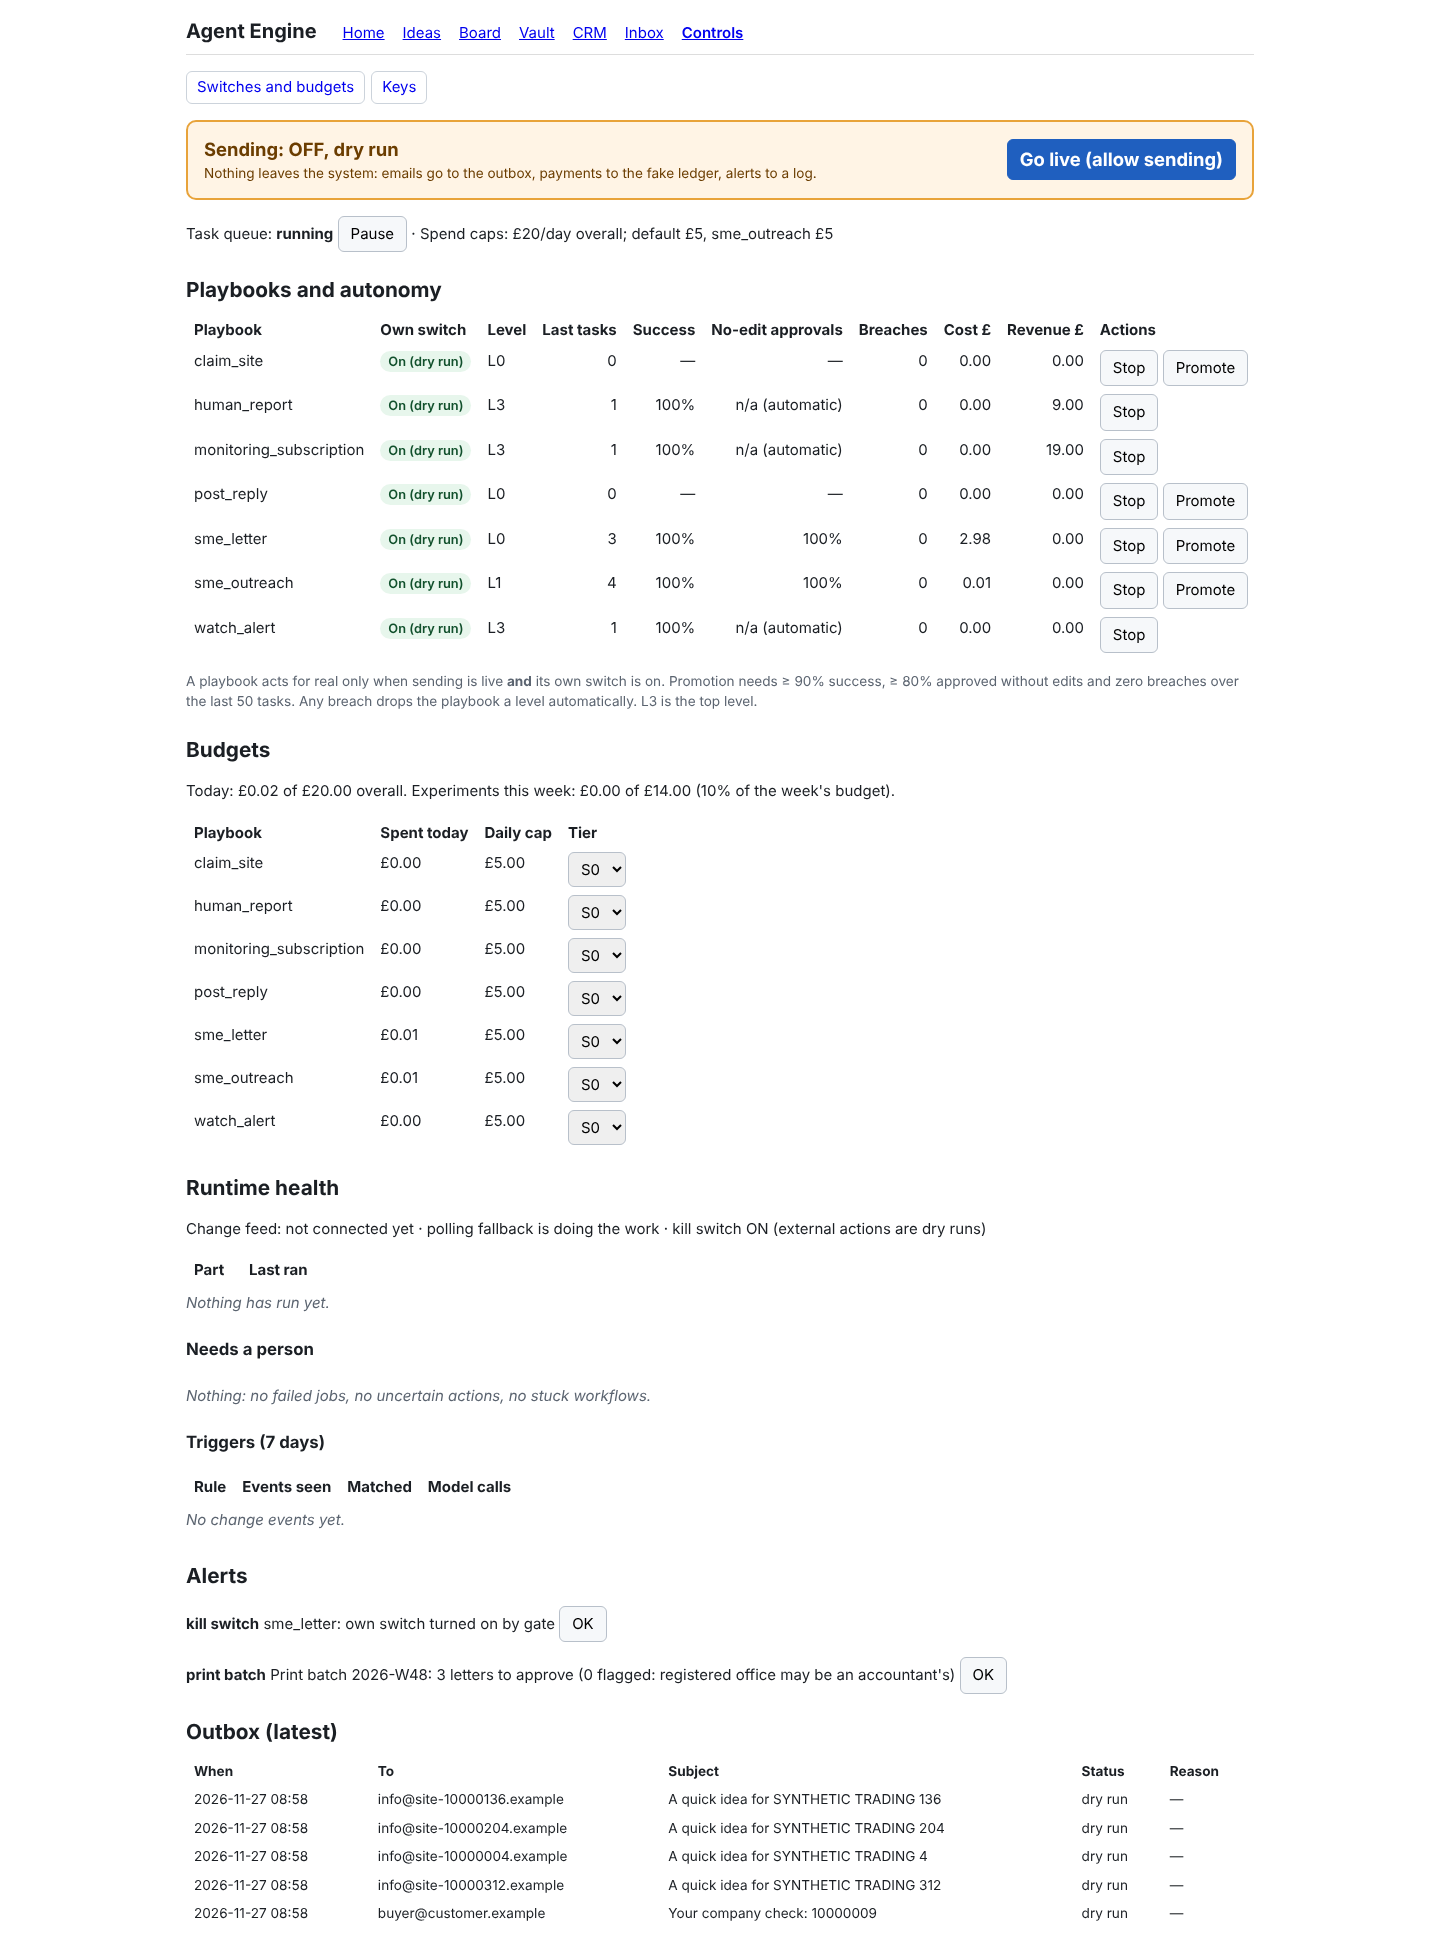 Agent Engine Home Ideas Board Vault CRM Inbox Controls
Switches and budgets Keys
Sending: OFF, dry run
Nothing leaves the system: emails go to the outbox, payments to the fake ledger, alerts to a log.
Go live (allow sending)
Task queue: running Pause · Spend caps: £20/day overall; default £5, sme_outreach £5
Playbooks and autonomy
Playbook Own switch Level Last tasks Success No-edit approvals Breaches Cost £ Revenue £ Actions
claim_site On (dry run) L0 0 — — 0 0.00 0.00 Stop Promote
human_report On (dry run) L3 1 100% n/a (automatic) 0 0.00 9.00 Stop
monitoring_subscription On (dry run) L3 1 100% n/a (automatic) 0 0.00 19.00 Stop
post_reply On (dry run) L0 0 — — 0 0.00 0.00 Stop Promote
sme_letter On (dry run) L0 3 100% 100% 0 2.98 0.00 Stop Promote
sme_outreach On (dry run) L1 4 100% 100% 0 0.01 0.00 Stop Promote
watch_alert On (dry run) L3 1 100% n/a (automatic) 0 0.00 0.00 Stop
A playbook acts for real only when sending is live and its own switch is on. Promotion needs ≥ 90% success, ≥ 80% approved without edits and zero breaches over
the last 50 tasks. Any breach drops the playbook a level automatically. L3 is the top level.
Budgets
Today: £0.02 of £20.00 overall. Experiments this week: £0.00 of £14.00 (10% of the week's budget).
Playbook Spent today Daily cap Tier
claim_site £0.00 £5.00 S0
human_report £0.00 £5.00 S0
monitoring_subscription £0.00 £5.00 S0
post_reply £0.00 £5.00 S0
sme_letter £0.01 £5.00 S0
sme_outreach £0.01 £5.00 S0
watch_alert £0.00 £5.00 S0
Runtime health
Change feed: not connected yet · polling fallback is doing the work · kill switch ON (external actions are dry runs)
Part Last ran
Nothing has run yet.
Needs a person
Nothing: no failed jobs, no uncertain actions, no stuck workflows.
Triggers (7 days)
Rule Events seen Matched Model calls
No change events yet.
Alerts
kill switch sme_letter: own switch turned on by gate OK
print batch Print batch 2026-W48: 3 letters to approve (0 flagged: registered office may be an accountant's) OK
Outbox (latest)
When To Subject Status Reason
2026-11-27 08:58 info@site-10000136.example A quick idea for SYNTHETIC TRADING 136 dry run —
2026-11-27 08:58 info@site-10000204.example A quick idea for SYNTHETIC TRADING 204 dry run —
2026-11-27 08:58 info@site-10000004.example A quick idea for SYNTHETIC TRADING 4 dry run —
2026-11-27 08:58 info@site-10000312.example A quick idea for SYNTHETIC TRADING 312 dry run —
2026-11-27 08:58 buyer@customer.example Your company check: 10000009 dry run —